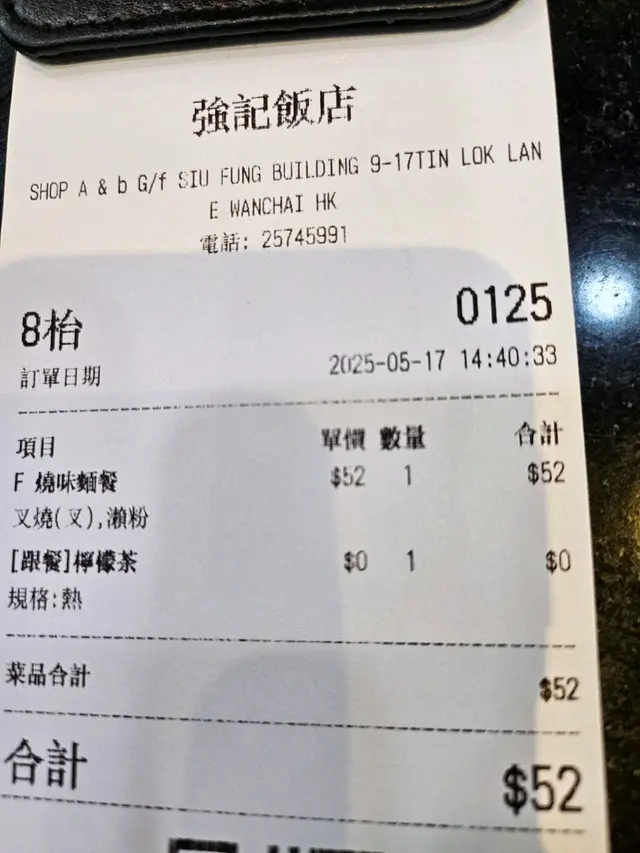 強記飯店
SHOP A & b G/f SIU FUNG BUILDING 9-17TIN LOK LAN
E WANCHAI HK
電話: 25745991
8枱 0125
訂單日期 2025-05-17 14:40:33
項目 單價 數量 合計
F 燒味麵餐 $52 1 $52
叉燒(叉),瀨粉
[跟餐]檸檬茶 $0 1 $0
規格:熱
菜品合計 $52
合計 $52